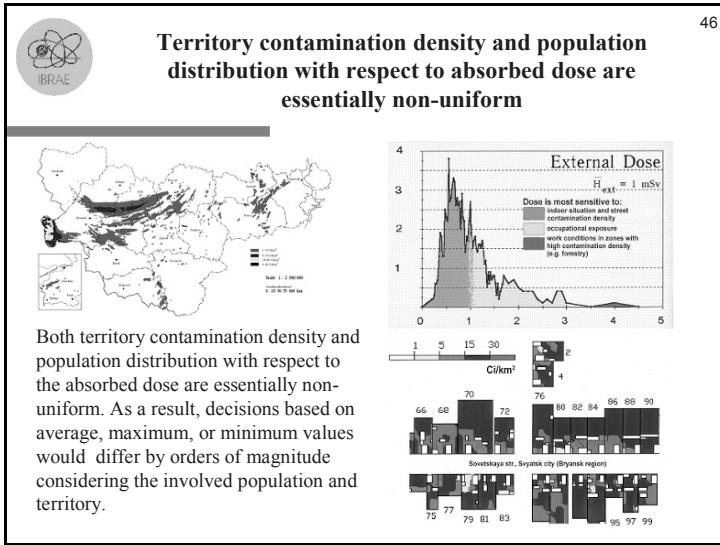 46
IBRAE
Territory contamination density and population
distribution with respect to absorbed dose are
essentially non-uniform
Scale 1 : 2 500 000
Both territory contamination density and
population distribution with respect to
the absorbed dose are essentially non-
uniform. As a result, decisions based on
average, maximum, or minimum values
would differ by orders of magnitude
considering the involved population and
territory.
External Dose
H̅ext = 1 mSv
Dose is most sensitive to:
indoor situation and street
contamination density
occupational exposure
work conditions in zones with
high contamination density
(e.g. forestry)
4
3
2
1
0 1 2 3 4 5
1 5 15 30
Ci/km²
2
4
66 68 70 72 76 80 82 84 86 88 90
Sovetskaya str., Svyatsk city (Bryansk region)
75 77 79 81 83 95 97 99